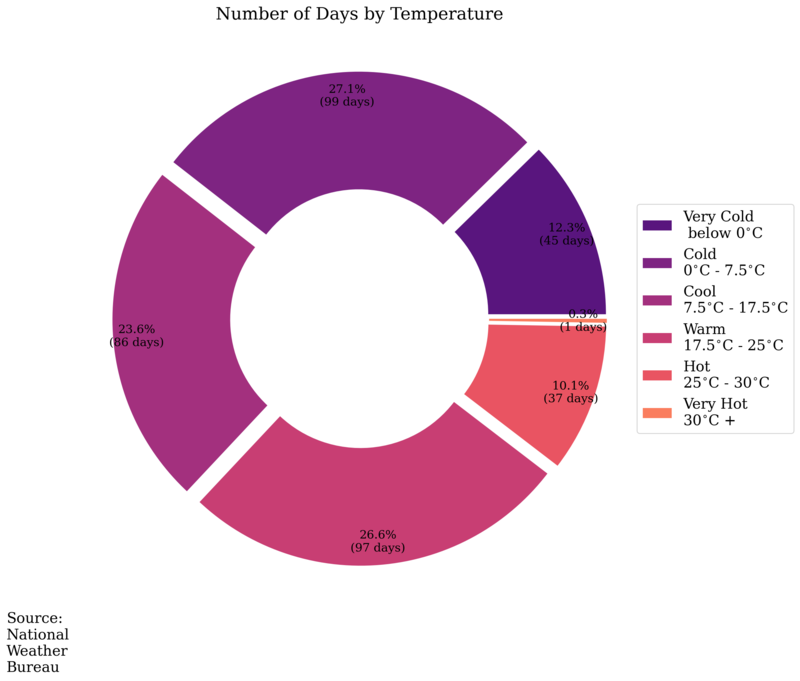 Number of Days by Temperature
27.1%
(99 days)
12.3%
(45 days)
23.6%
(86 days)
0.3%
(1 days)
10.1%
(37 days)
26.6%
(97 days)
Very Cold
below 0°C
Cold
0°C - 7.5°C
Cool
7.5°C - 17.5°C
Warm
17.5°C - 25°C
Hot
25°C - 30°C
Very Hot
30°C +
Source:
National
Weather
Bureau